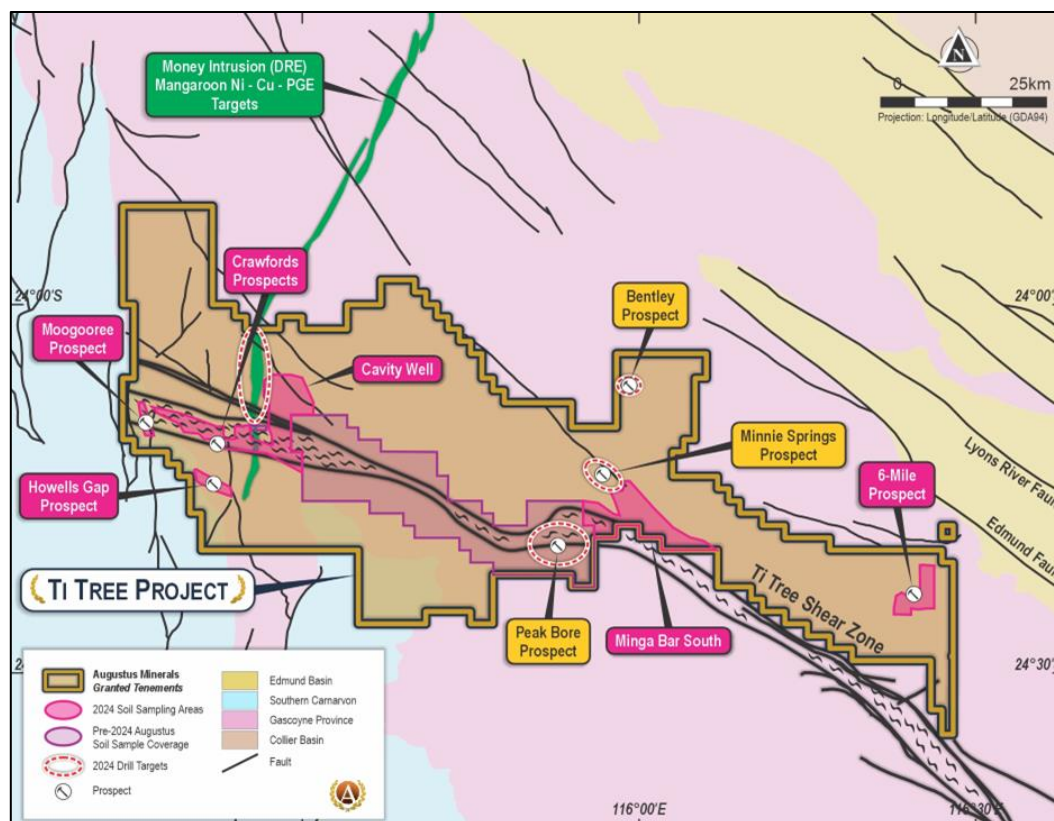 Money Intrusion (DRE)
Mangaroon Ni - Cu - PGE
Targets
N
0
25km
Projection: Longitude/Latitude (GDA94)
Crawfords
Prospects
24°00'S
24°00'
Bentley
Prospect
Moogooree
Prospect
Cavity Well
Minnie Springs
Prospect
6-Mile
Prospect
Lyons River Fault
Edmund Fault
Howells Gap
Prospect
TI TREE PROJECT
Ti Tree Shear Zone
Peak Bore
Prospect
Minga Bar South
24
24°30'
Augustus Minerals
Granted Tenements
2024 Soil Sampling Areas
Pre-2024 Augustus
Soil Sample Coverage
2024 Drill Targets
Prospect
Edmund Basin
Southern Carnarvon
Gascoyne Province
Collier Basin
Fault
A
116°00'E
116°30'E